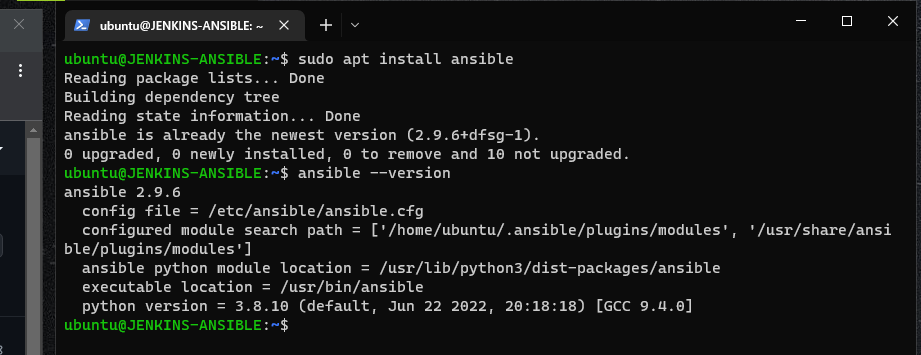 ubuntu@JENKINS-ANSIBLE: ~
ubuntu@JENKINS-ANSIBLE:~$ sudo apt install ansible
Reading package lists... Done
Building dependency tree
Reading state information... Done
ansible is already the newest version (2.9.6+dfsg-1).
0 upgraded, 0 newly installed, 0 to remove and 10 not upgraded.
ubuntu@JENKINS-ANSIBLE:~$ ansible --version
ansible 2.9.6
  config file = /etc/ansible/ansible.cfg
  configured module search path = ['/home/ubuntu/.ansible/plugins/modules', '/usr/share/ansi
ble/plugins/modules']
  ansible python module location = /usr/lib/python3/dist-packages/ansible
  executable location = /usr/bin/ansible
  python version = 3.8.10 (default, Jun 22 2022, 20:18:18) [GCC 9.4.0]
ubuntu@JENKINS-ANSIBLE:~$